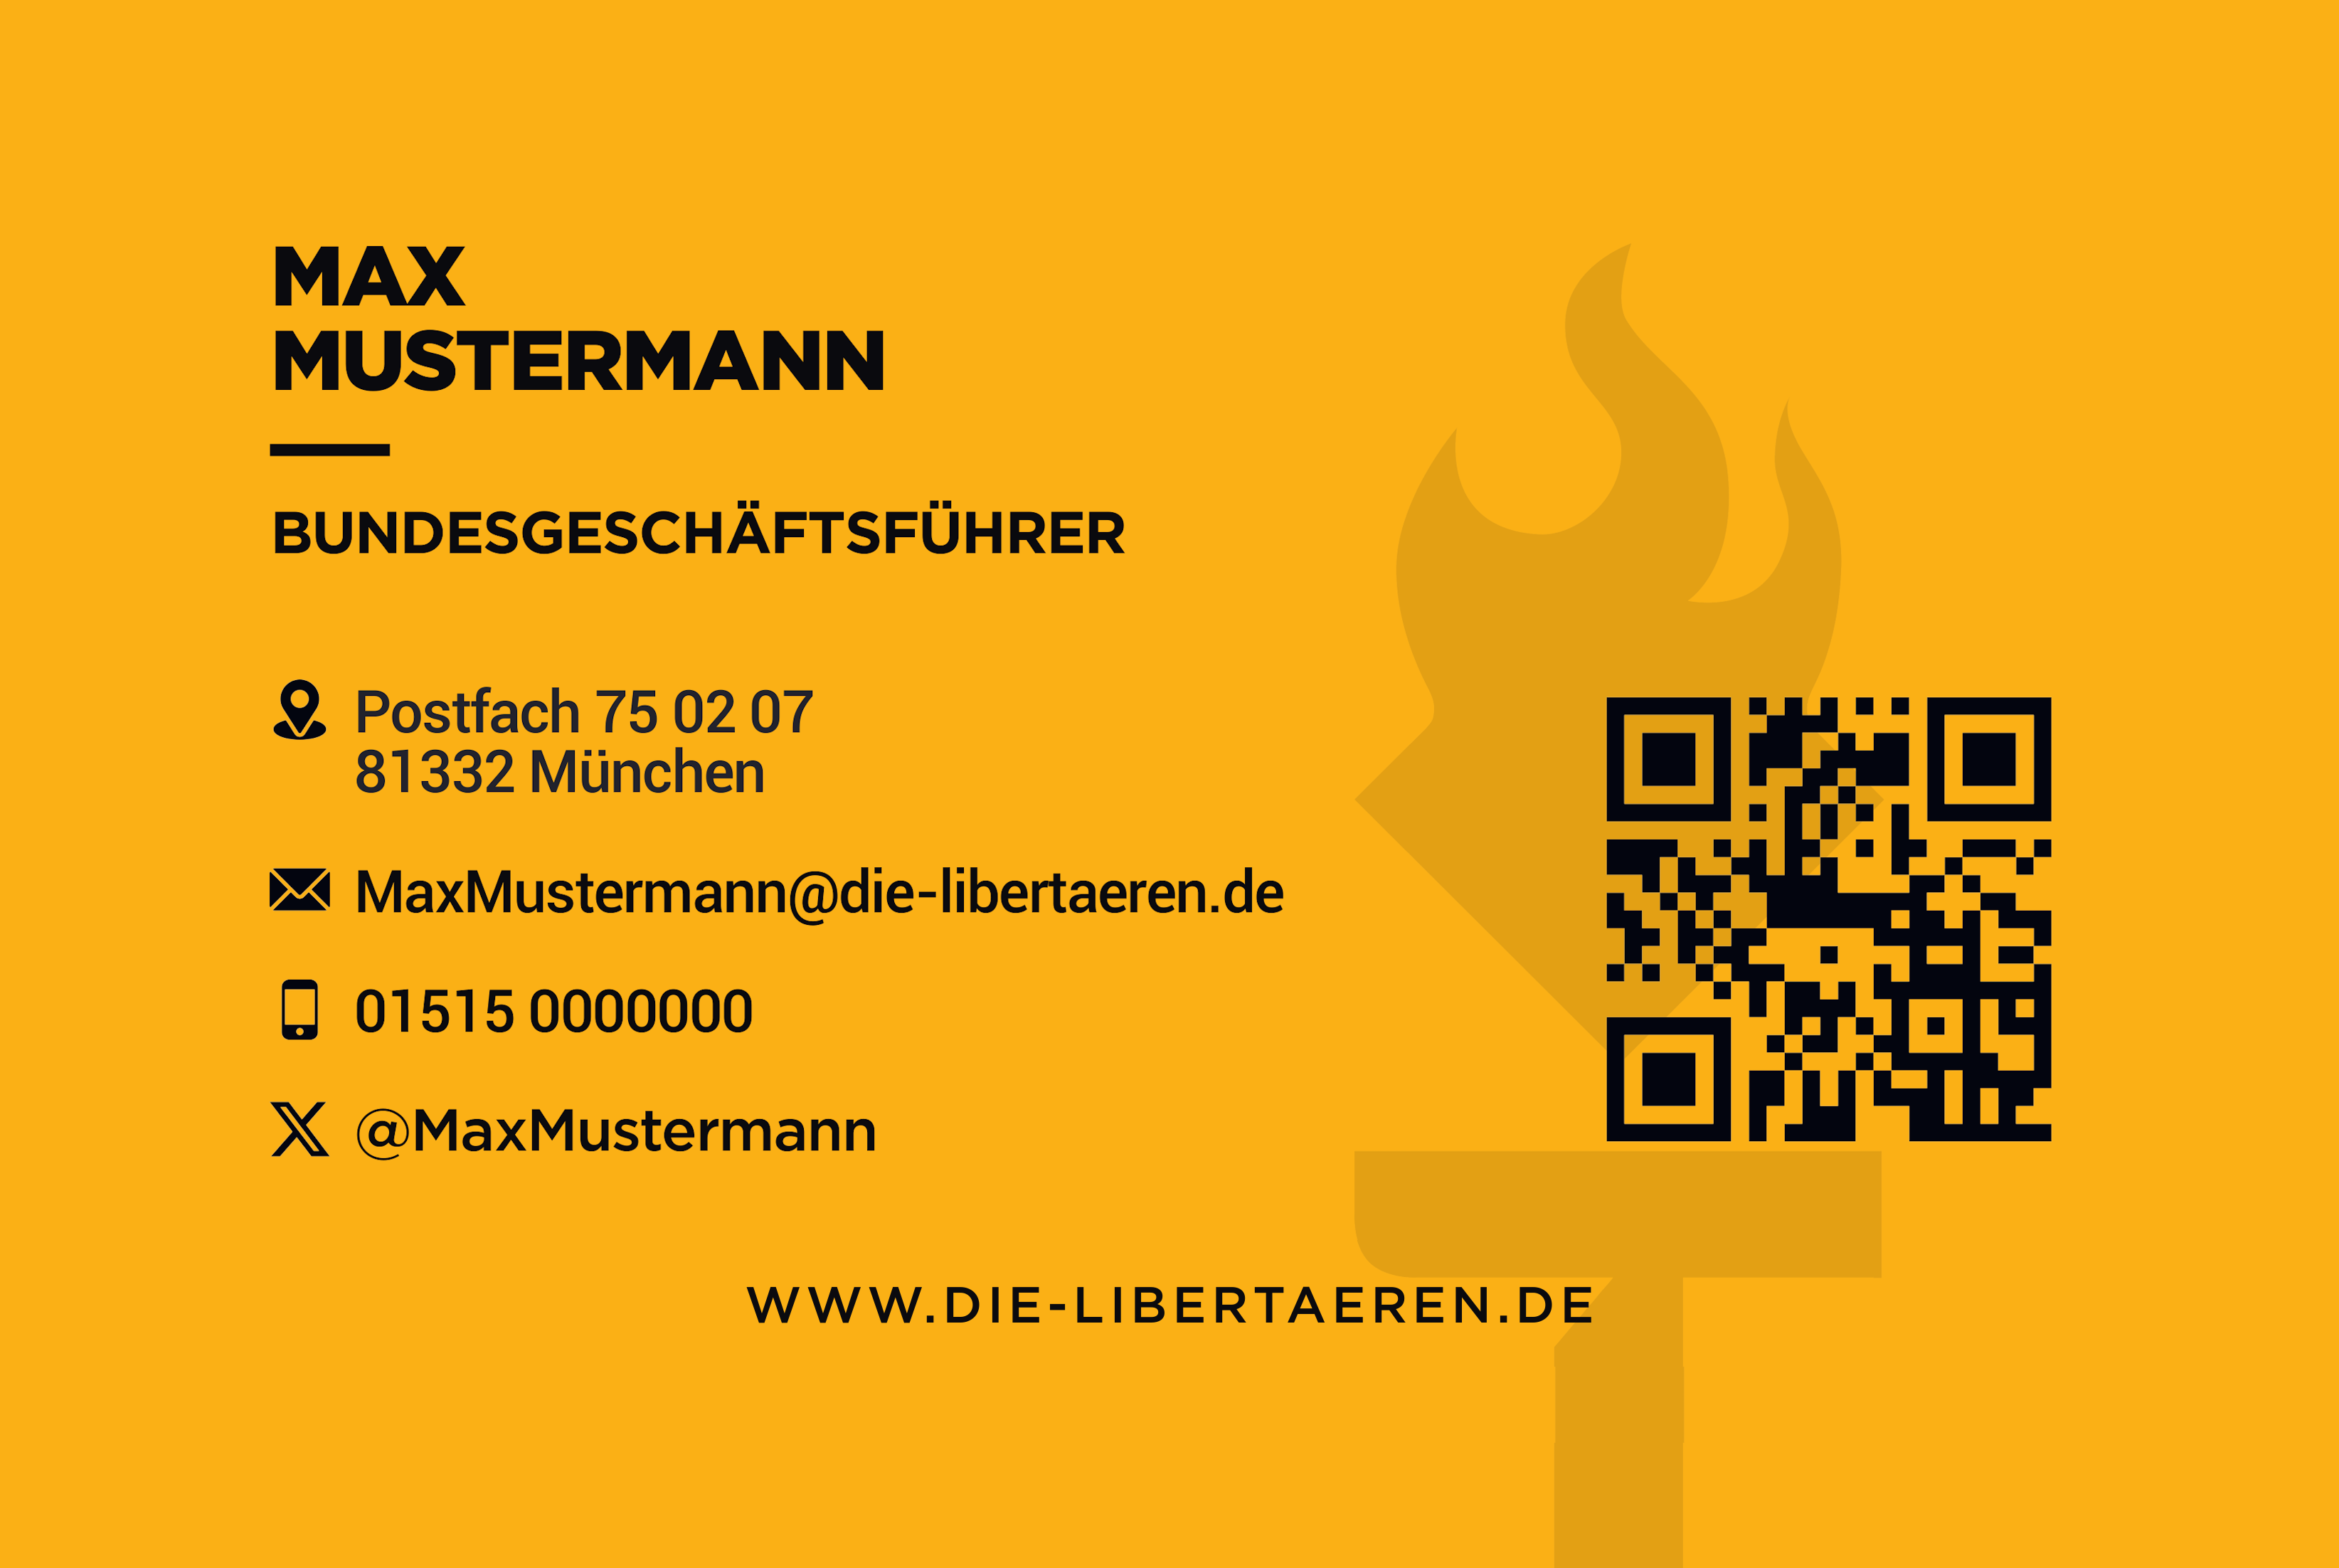 MAX
MUSTERMANN
BUNDESGESCHÄFTSFÜHRER
Postfach 75 02 07
81332 München
MaxMustermann@die-libertaeren.de
01515 0000000
@MaxMustermann
WWW.DIE-LIBERTAEREN.DE